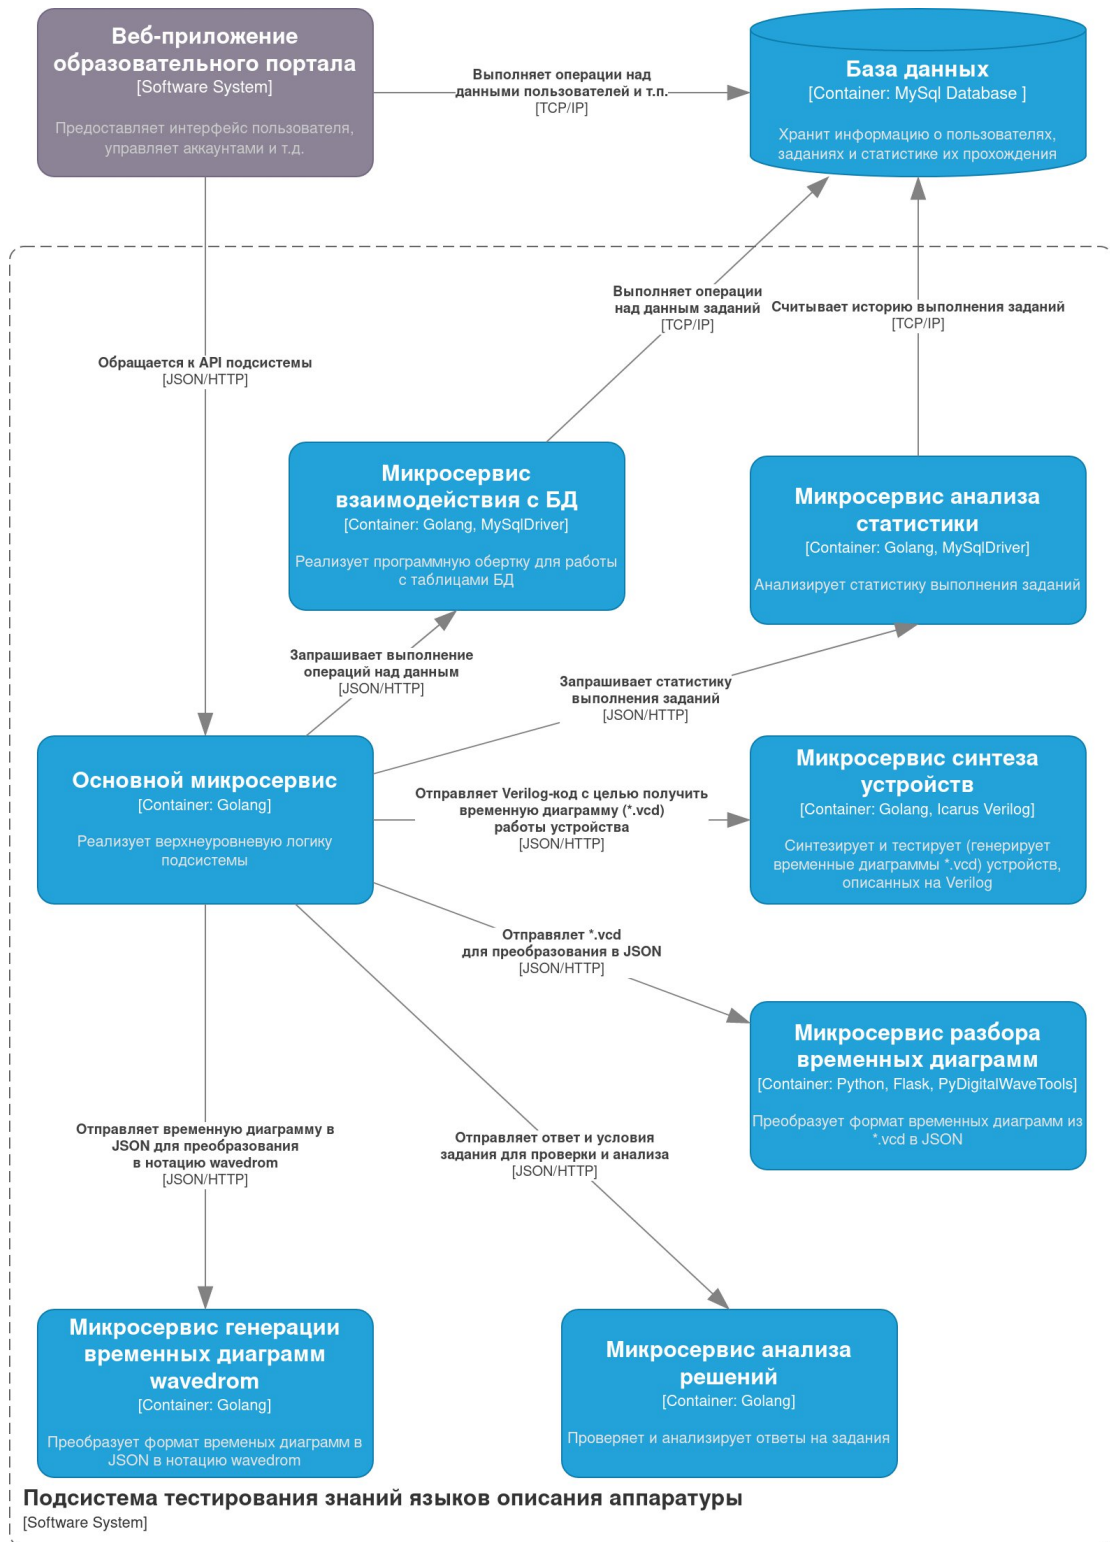 Веб-приложение
образовательного портала
[Software System]
Предоставляет интерфейс пользователя,
управляет аккаунтами и т.д.
Выполняет операции над
данными пользователей и т.п.
[TCP/IP]
База данных
[Container: MySql Database ]
Хранит информацию о пользователях,
заданиях и статистике их прохождения
Обращается к API подсистемы
[JSON/HTTP]
Выполняет операции
над данным заданий
[TCP/IP]
Считывает историю выполнения заданий
[TCP/IP]
Микросервис
взаимодействия с БД
[Container: Golang, MySqlDriver]
Реализует программную обертку для работы
с таблицами БД
Микросервис анализа
статистики
[Container: Golang, MySqlDriver]
Анализирует статистику выполнения заданий
Запрашивает выполнение
операций над данным
[JSON/HTTP]
Запрашивает статистику
выполнения заданий
[JSON/HTTP]
Основной микросервис
[Container: Golang]
Реализует верхнеуровневую логику
подсистемы
Отправляет Verilog-код с целью получить
временную диаграмму (*.vcd)
работы устройства
[JSON/HTTP]
Микросервис синтеза
устройств
[Container: Golang, Icarus Verilog]
Синтезирует и тестирует (генерирует
временные диаграммы *.vcd) устройств,
описанных на Verilog
Отправялет *.vcd
для преобразования в JSON
[JSON/HTTP]
Микросервис разбора
временных диаграмм
[Container: Python, Flask, PyDigitalWaveTools]
Преобразует формат временных диаграмм из
*.vcd в JSON
Отправляет временную диаграмму в
JSON для преобразования
в нотацию wavedrom
[JSON/HTTP]
Отправляет ответ и условия
задания для проверки и анализа
[JSON/HTTP]
Микросервис генерации
временных диаграмм
wavedrom
[Container: Golang]
Преобразует формат временых диаграмм в
JSON в нотацию wavedrom
Микросервис анализа
решений
[Container: Golang]
Проверяет и анализирует ответы на задания
Подсистема тестирования знаний языков описания аппаратуры
[Software System]